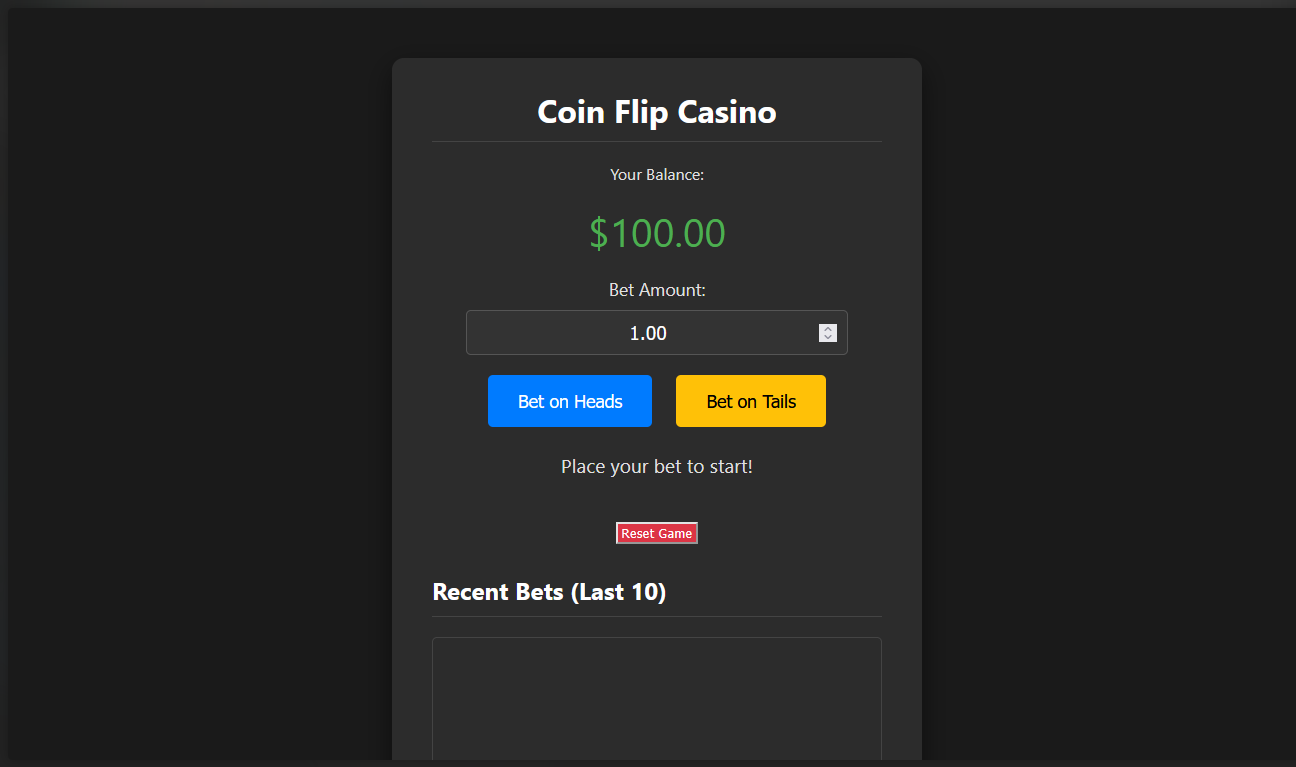 Coin Flip Casino
Your Balance:
$100.00
Bet Amount:
1.00
Bet on Heads
Bet on Tails
Place your bet to start!
Reset Game
Recent Bets (Last 10)